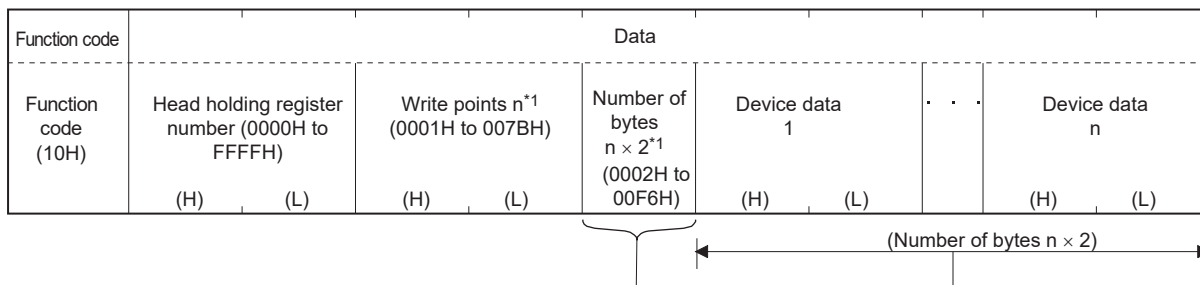 Function code Data
Function
code
(10H)
Head holding register
number (0000H to
FFFFH)
(H) (L)
Write points n*1
(0001H to 007BH)
(H) (L)
Number of
bytes
n × 2*1
(0002H to
00F6H)
Device data
1
(H) (L)
· · ·
Device data
n
(H) (L)
(Number of bytes n × 2)